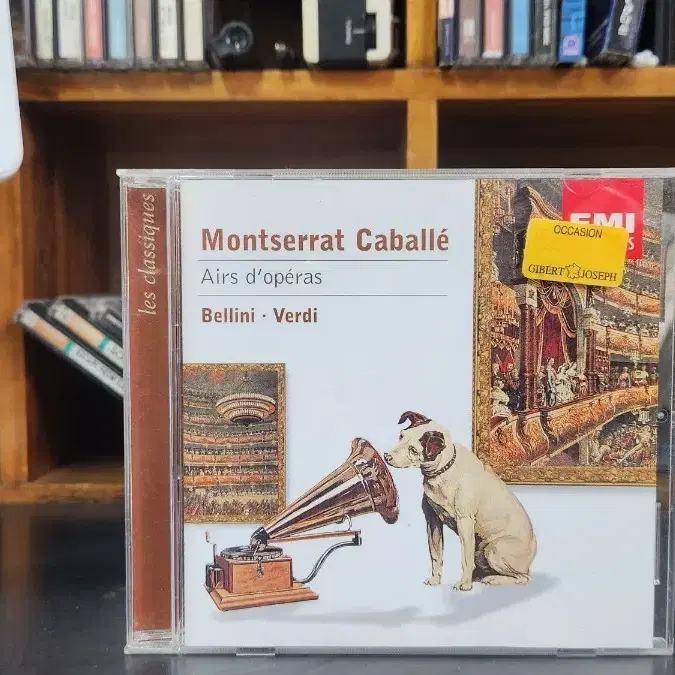 les classiques
Montserrat Caballé
Airs d'opéras
Bellini · Verdi
EMI
OCCASION
GIBERT JOSEPH